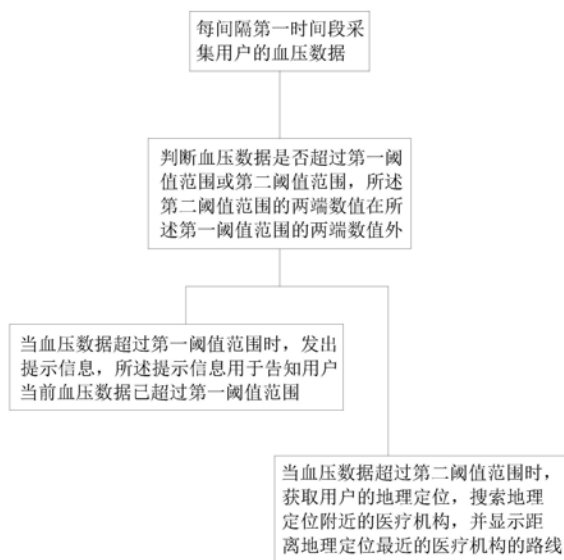 每间隔第一时间段采
集用户的血压数据
判断血压数据是否超过第一阈
值范围或第二阈值范围，所述
第二阈值范围的两端数值在所
述第一阈值范围的两端数值外
当血压数据超过第一阈值范围时，发出
提示信息，所述提示信息用于告知用户
当前血压数据已超过第一阈值范围
当血压数据超过第二阈值范围时，
获取用户的地理定位，搜索地理
定位附近的医疗机构，并显示距
离地理定位最近的医疗机构的路线